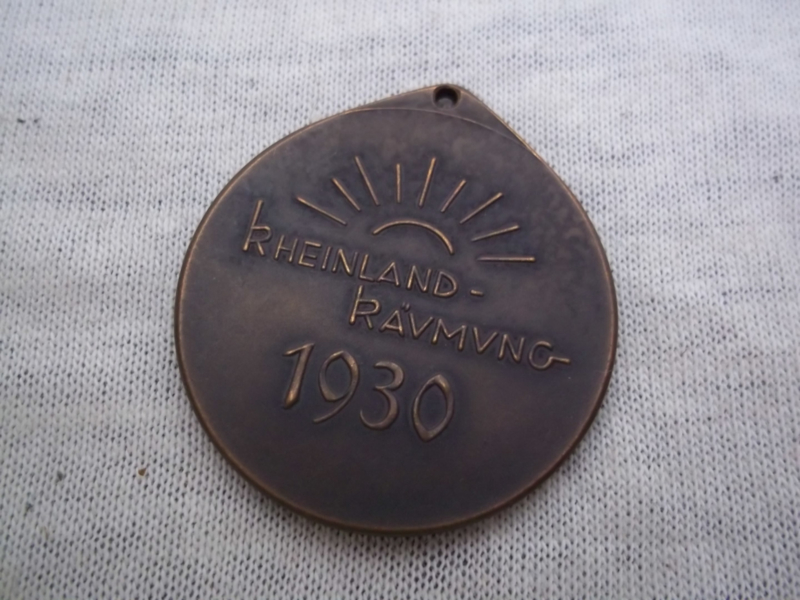 RHEINLAND-
RÄVMVNG
1930